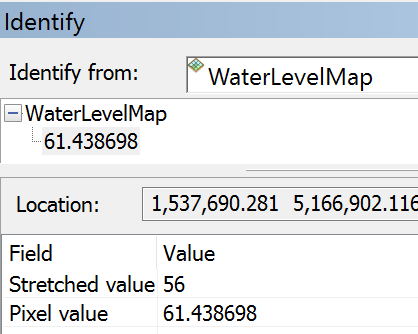 Identify
Identify from: WaterLevelMap
WaterLevelMap
61.438698
Location: 1,537,690.281 5,166,902.116
Field Value
Stretched value 56
Pixel value 61.438698